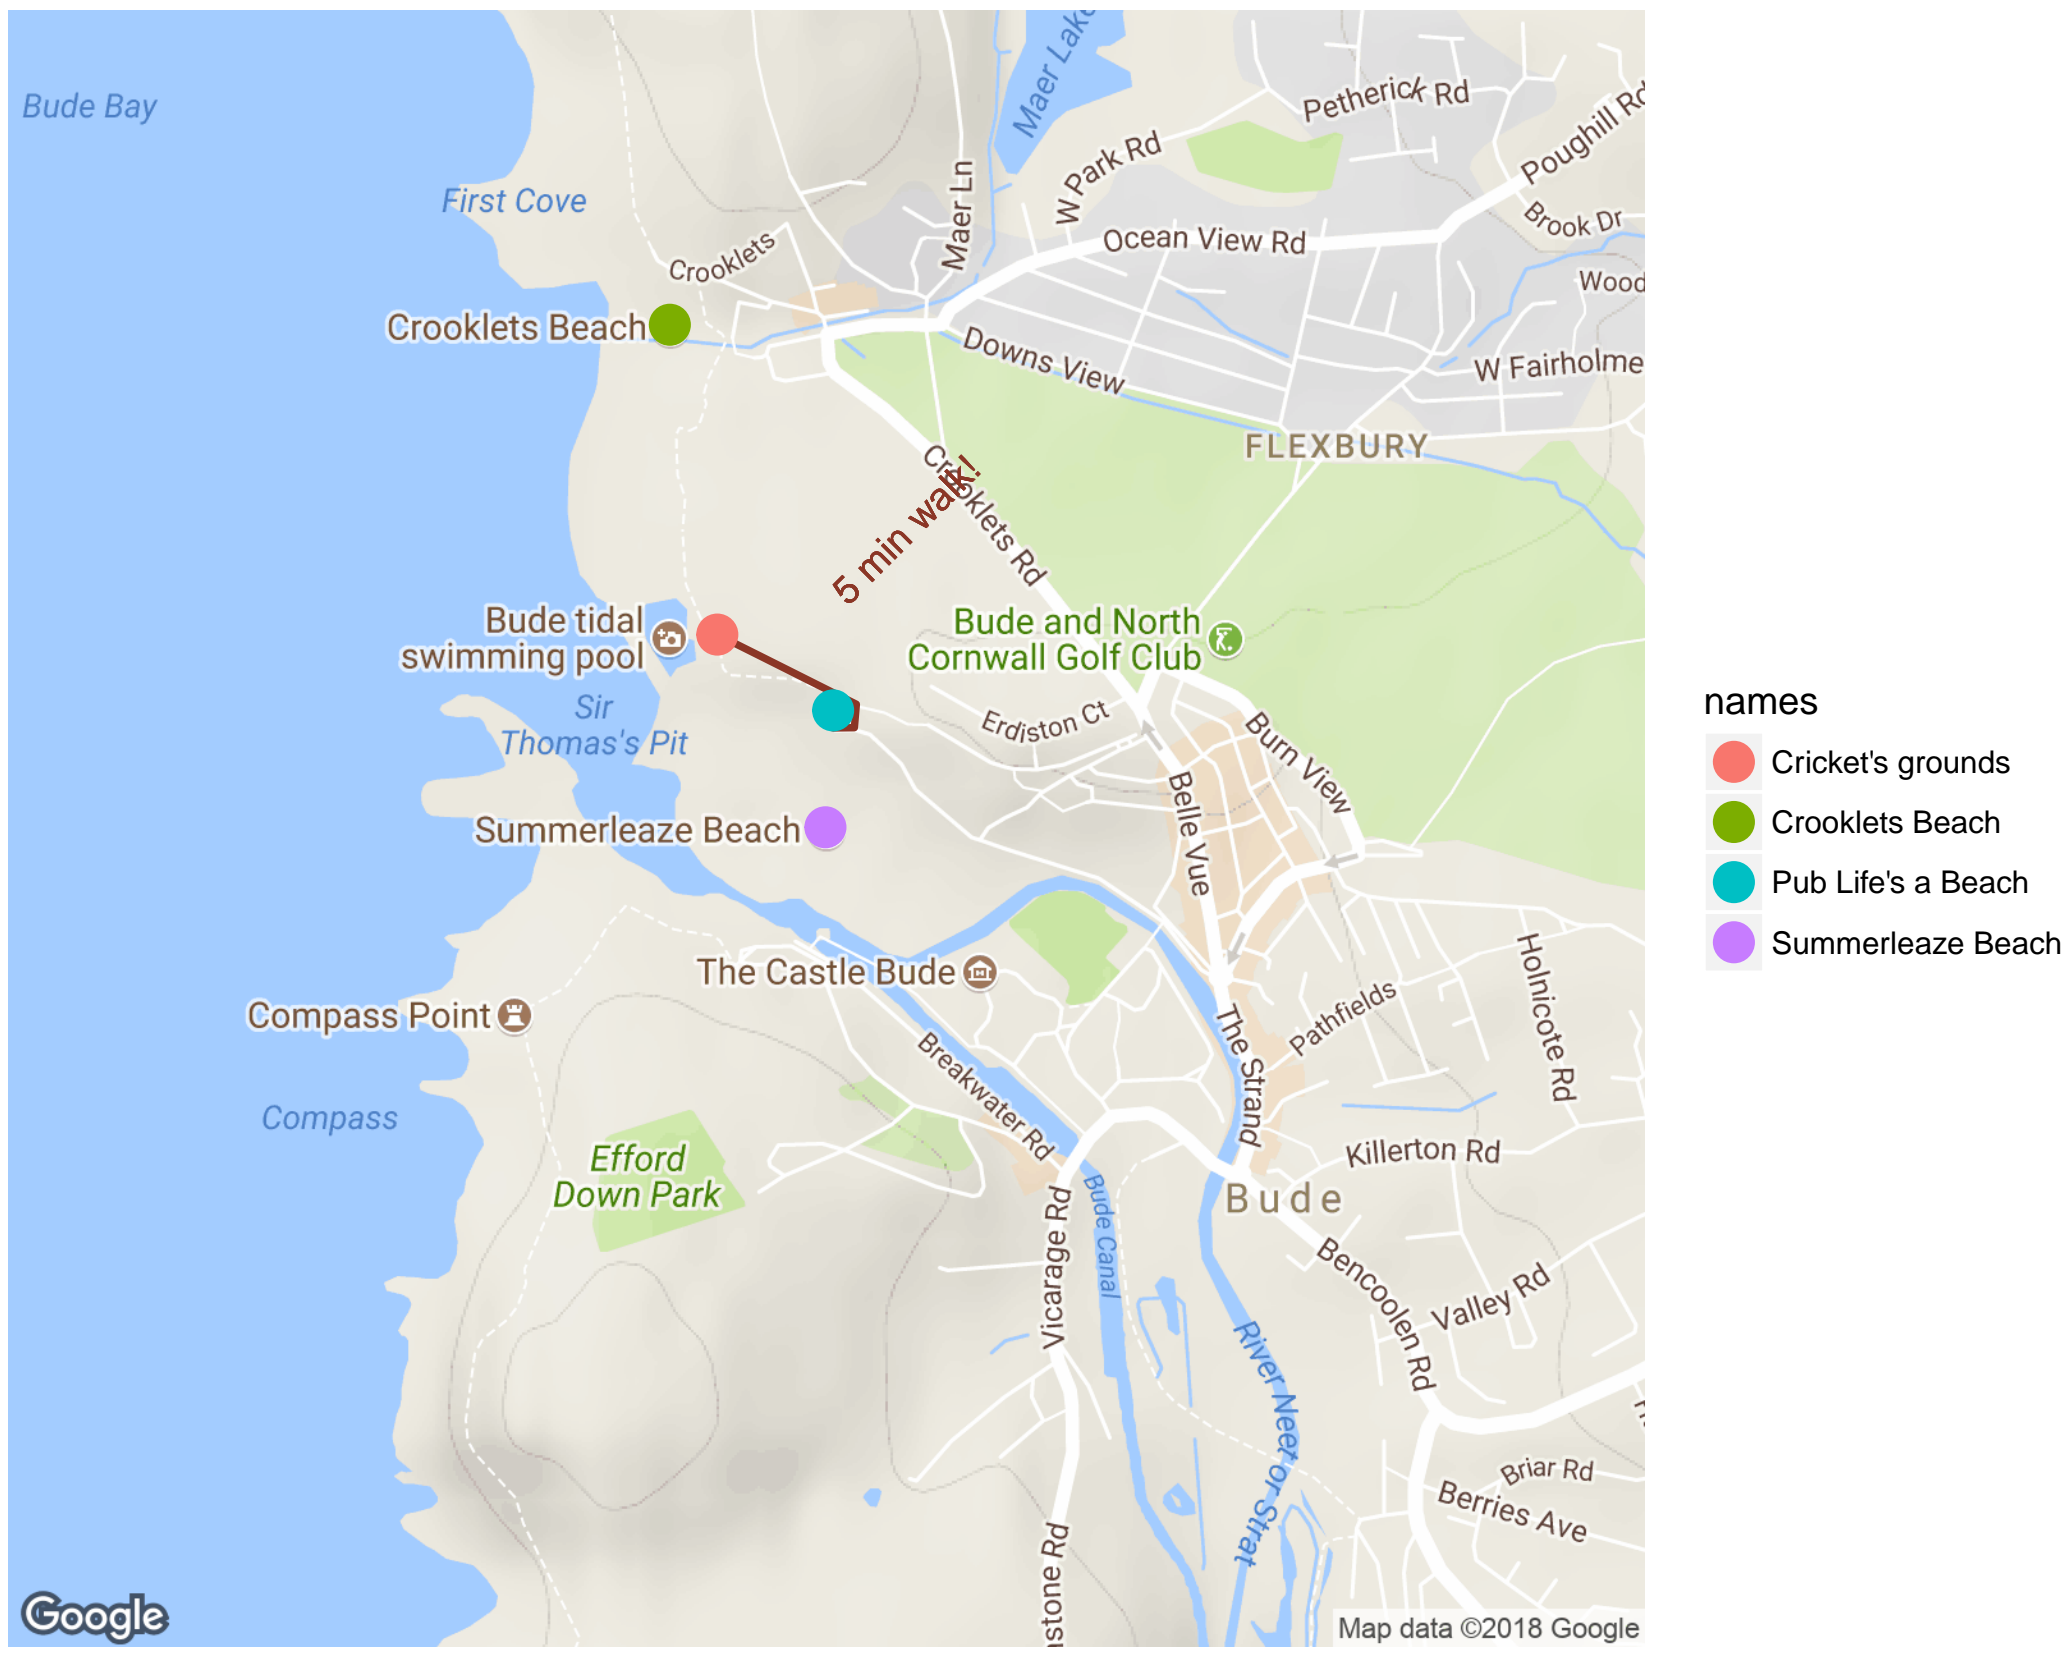 Bude Bay
Maer Lake
Petherick Rd
Poughill Rd
W Park Rd
First Cove
Maer Ln
Brook Dr
Crooklets
Ocean View Rd
Wood
Crooklets Beach
Downs View
W Fairholme
FLEXBURY
Crooklets Rd
5 min walk!
Bude tidal
swimming pool
Bude and North
Cornwall Golf Club
Sir
Thomas's Pit
Erdiston Ct
Burn View
Belle Vue
Summerleaze Beach
The Castle Bude
Holnicote Rd
Compass Point
Pathfields
The Strand
Breakwater Rd
Compass
Efford
Down Park
Killerton Rd
Bude
Bude Canal
Vicarage Rd
Bencoolen Rd
Valley Rd
River Neet or Strat
Briar Rd
Berries Ave
stone Rd
Google
Map data ©2018 Google
names
Cricket's grounds
Crooklets Beach
Pub Life's a Beach
Summerleaze Beach